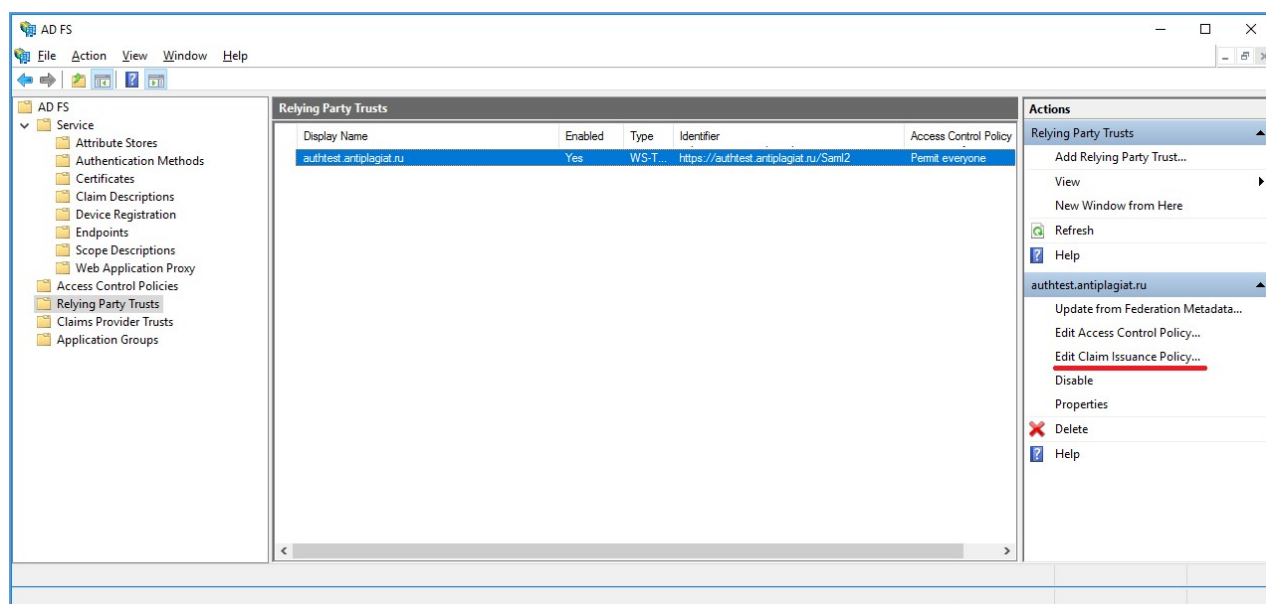 AD FS
File Action View Window Help
AD FS
Service
Attribute Stores
Authentication Methods
Certificates
Claim Descriptions
Device Registration
Endpoints
Scope Descriptions
Web Application Proxy
Access Control Policies
Relying Party Trusts
Claims Provider Trusts
Application Groups
Relying Party Trusts
Display Name Enabled Type Identifier Access Control Policy
authtest.antiplagiat.ru Yes WS-T... https://authtest.antiplagiat.ru/Saml2 Permit everyone
Actions
Relying Party Trusts
Add Relying Party Trust...
View
New Window from Here
Refresh
Help
authtest.antiplagiat.ru
Update from Federation Metadata...
Edit Access Control Policy...
Edit Claim Issuance Policy...
Disable
Properties
Delete
Help